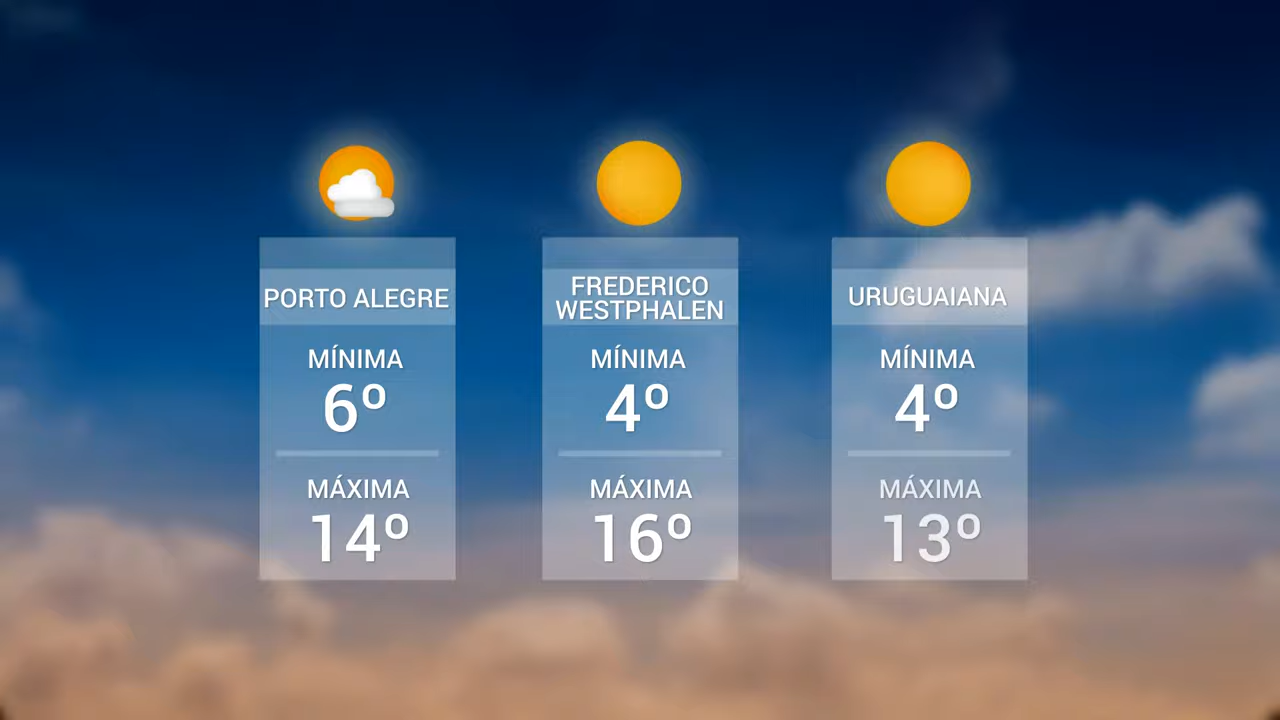 PORTO ALEGRE
MÍNIMA
6º
MÁXIMA
14º
FREDERICO
WESTPHALEN
MÍNIMA
4º
MÁXIMA
16º
URUGUAIANA
MÍNIMA
4º
MÁXIMA
13º